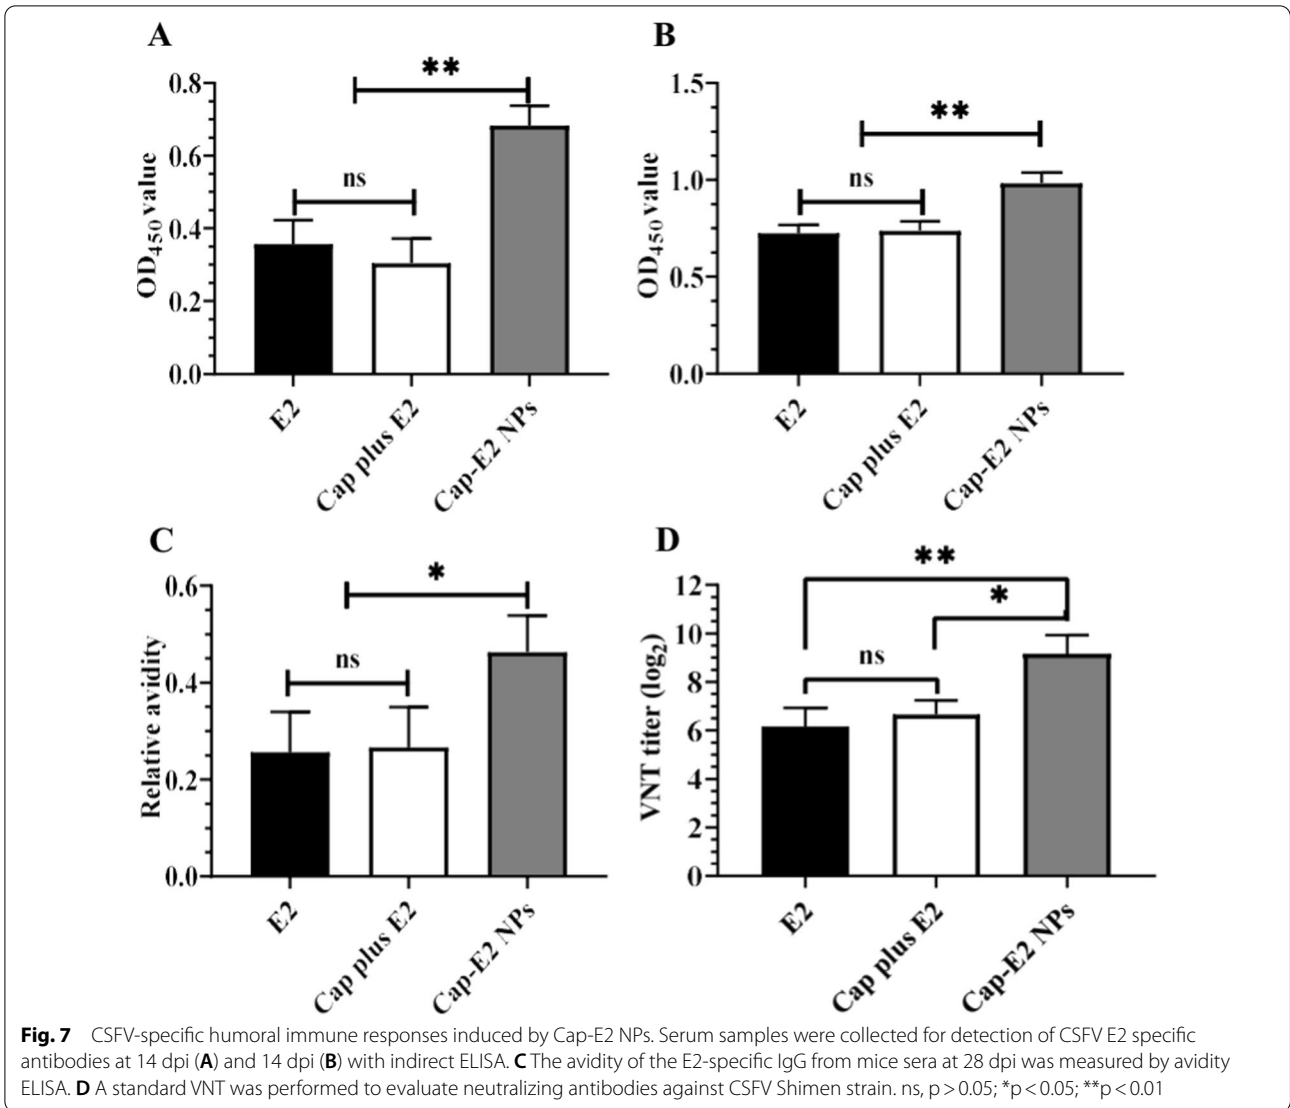 A
B
**
0.8
0.6
0.4
0.2
0.0
OD450 value
ns
E2
Cap plus E2
Cap-E2 NPs
**
1.5
1.0
0.5
0.0
OD450 value
ns
E2
Cap plus E2
Cap-E2 NPs
C
D
*
0.6
0.4
0.2
0.0
Relative avidity
ns
E2
Cap plus E2
Cap-E2 NPs
**
*
12
10
8
6
4
2
0
VNT titer (log2)
ns
E2
Cap plus E2
Cap-E2 NPs
Fig. 7 CSFV-specific humoral immune responses induced by Cap-E2 NPs. Serum samples were collected for detection of CSFV E2 specific
antibodies at 14 dpi (A) and 14 dpi (B) with indirect ELISA. C The avidity of the E2-specific IgG from mice sera at 28 dpi was measured by avidity
ELISA. D A standard VNT was performed to evaluate neutralizing antibodies against CSFV Shimen strain. ns, p > 0.05; *p < 0.05; **p < 0.01